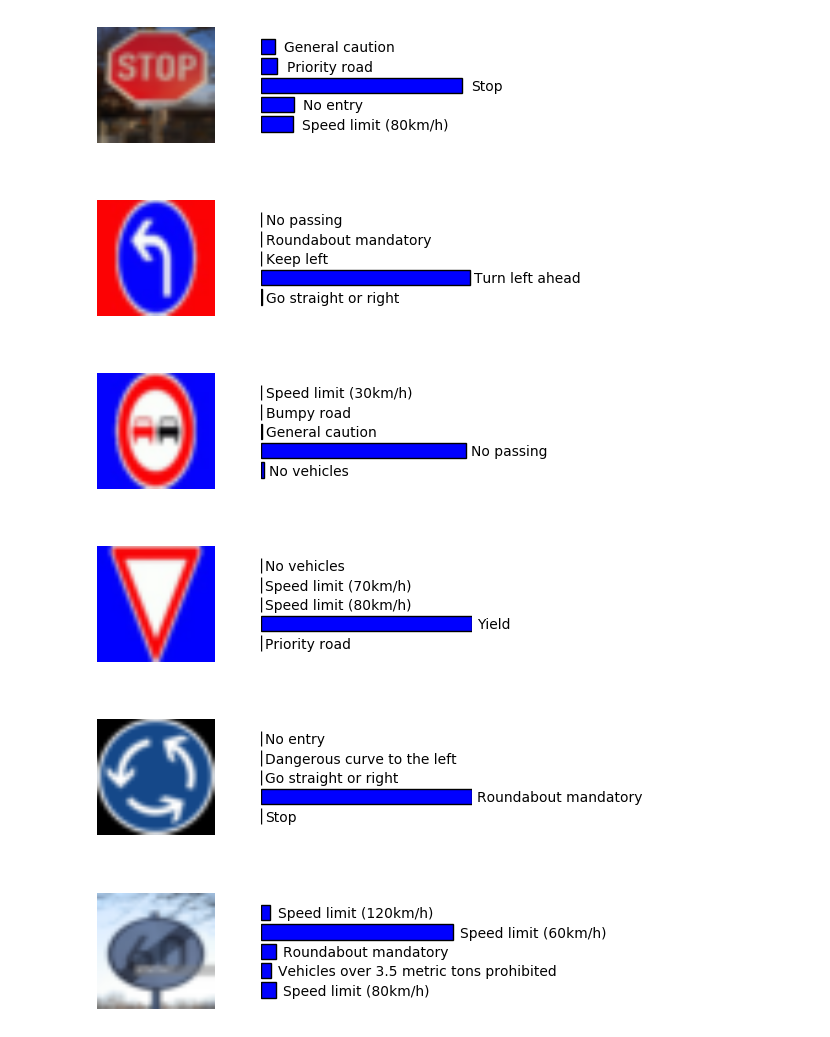 STOP
General caution
Priority road
Stop
No entry
Speed limit (80km/h)
No passing
Roundabout mandatory
Keep left
Turn left ahead
Go straight or right
Speed limit (30km/h)
Bumpy road
General caution
No passing
No vehicles
No vehicles
Speed limit (70km/h)
Speed limit (80km/h)
Yield
Priority road
No entry
Dangerous curve to the left
Go straight or right
Roundabout mandatory
Stop
60
Speed limit (120km/h)
Speed limit (60km/h)
Roundabout mandatory
Vehicles over 3.5 metric tons prohibited
Speed limit (80km/h)